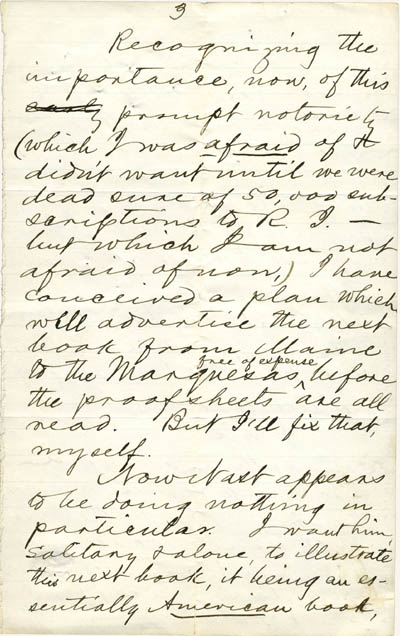 3
Recognizing the
importance, now, of this
early prompt notoriety
(which I was afraid of &
didn't want until we were
dead sure of 50,000 sub-
scriptions to R. I. —
but which I am not
afraid of now,) I have
conceived a plan which
will advertise the next
book from Maine
to the Marquesas, free of expense before
the proof sheets are all
read. But I'll fix that,
myself.
Now Nast appears
to be doing nothing in
particular. I want him,
solitary & alone, to illustrate
this next book, it being an es-
sentially American book,